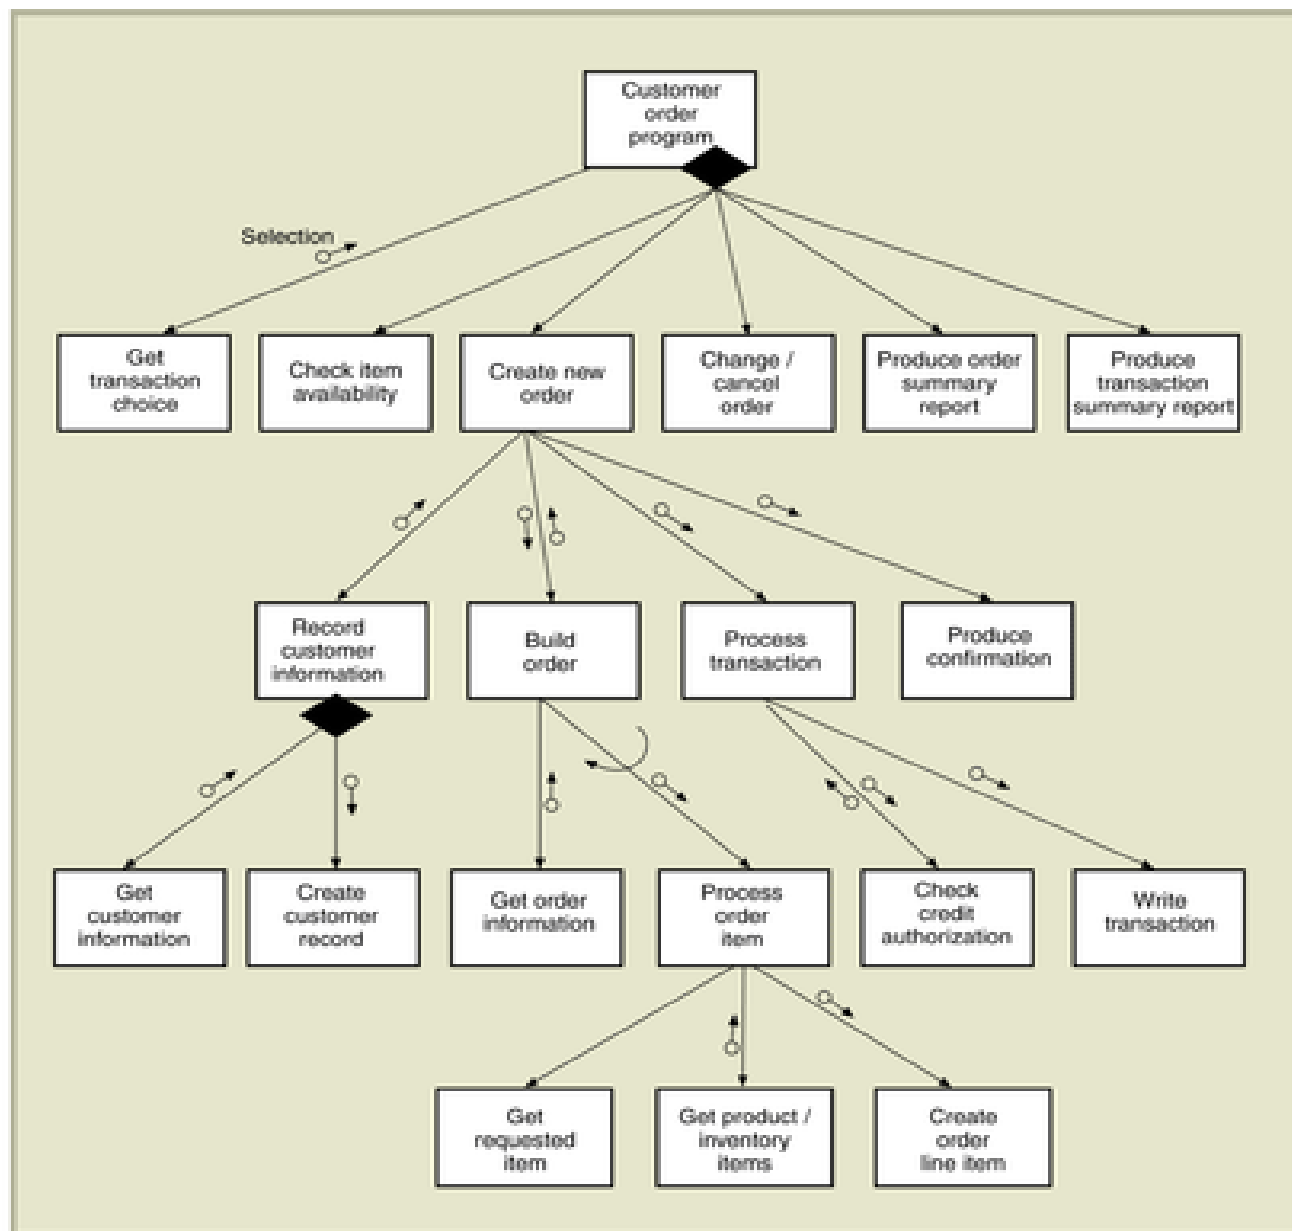 Customer
order
program
Selection
Get
transaction
choice
Check item
availability
Create new
order
Change /
cancel
order
Produce order
summary
report
Produce
transaction
summary report
Record
customer
information
Build
order
Process
transaction
Produce
confirmation
Get
customer
information
Create
customer
record
Get order
information
Process
order
item
Check
credit
authorization
Write
transaction
Get
requested
item
Get product /
inventory
items
Create
order
line item